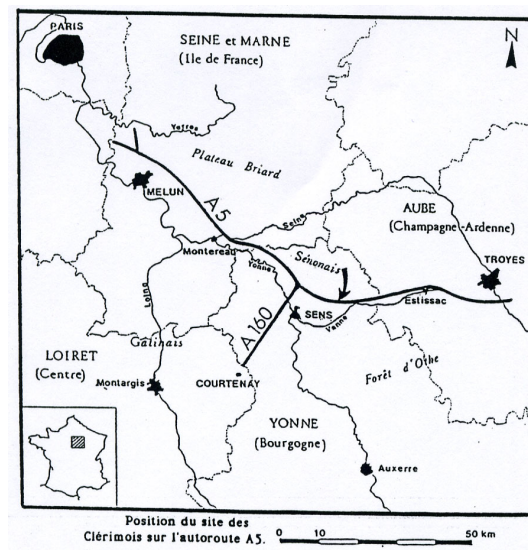 PARIS
SEINE et MARNE
(Ile de France)
N
Yerres
Plateau Briard
MELUN
A5
Seine
AUBE
(Champagne-Ardenne)
TROYES
Montereau
Yonne
Sénonais
Loing
SENS
Vanne
Estissac
Gâtinais
A160
LOIRET
(Centre)
Montargis
COURTENAY
Forêt d'Othe
YONNE
(Bourgogne)
Auxerre
Position du site des
Clérimois sur l'autoroute A5.
0 10 50 km